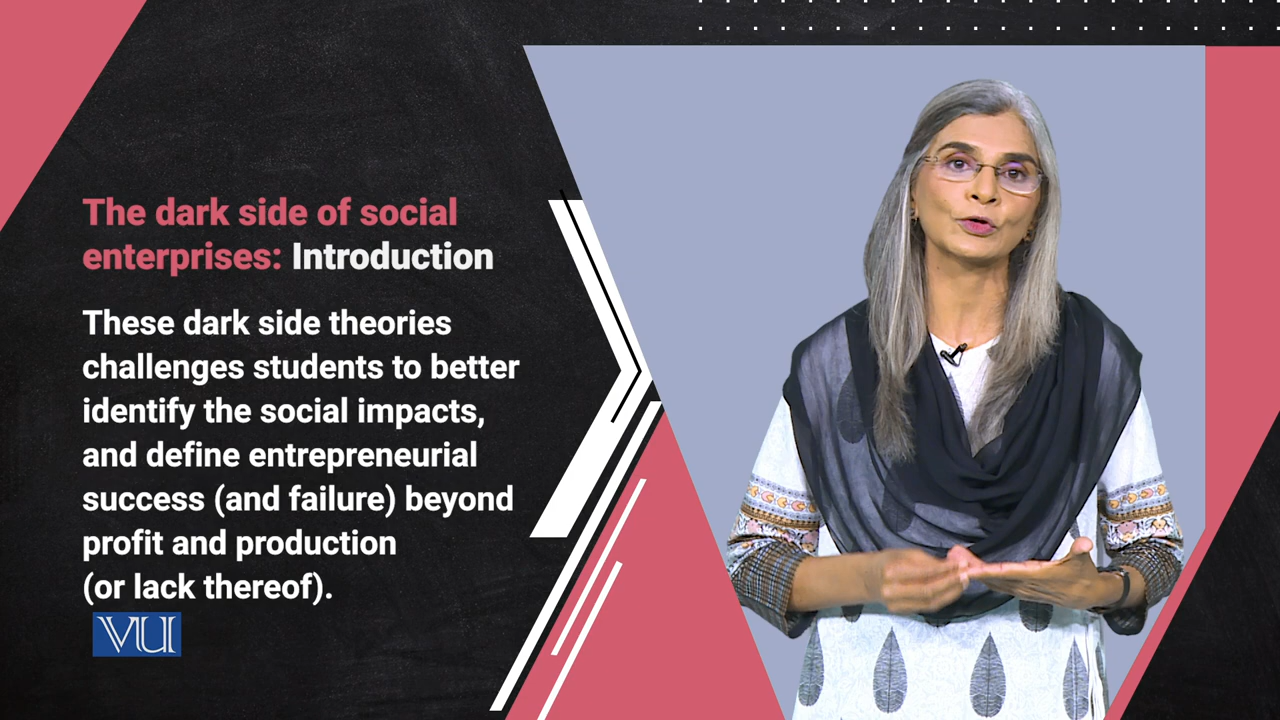 The dark side of social
enterprises: Introduction
These dark side theories
challenges students to better
identify the social impacts,
and define entrepreneurial
success (and failure) beyond
profit and production
(or lack thereof).
VU